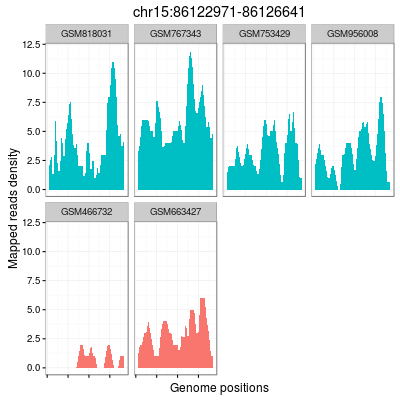 chr15:86122971-86126641
GSM818031 GSM767343 GSM753429 GSM956008
12.5
10.0
7.5
5.0
2.5
0.0
GSM466732 GSM663427
12.5
10.0
7.5
5.0
2.5
0.0
Mapped reads density
Genome positions